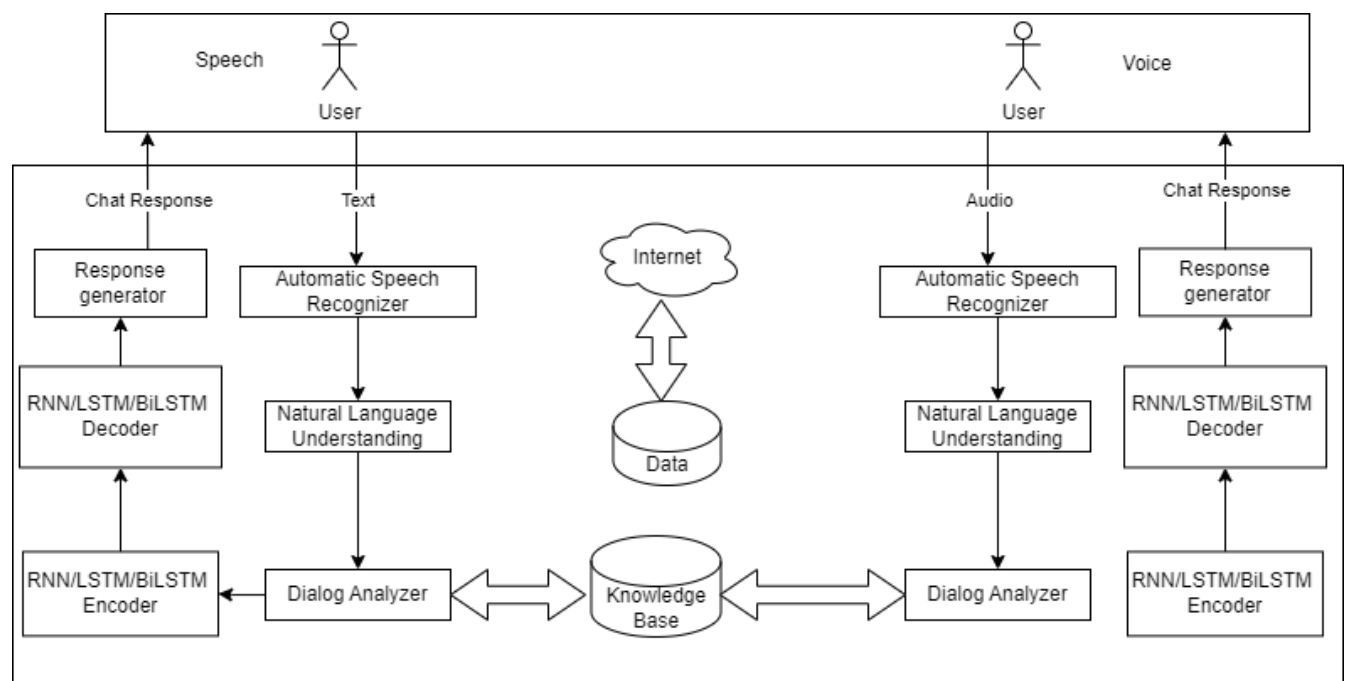 Speech
User
User
Voice
Chat Response
Text
Audio
Chat Response
Response
generator
Automatic Speech
Recognizer
Internet
Automatic Speech
Recognizer
Response
generator
RNN/LSTM/BiLSTM
Decoder
Natural Language
Understanding
Data
Natural Language
Understanding
RNN/LSTM/BiLSTM
Decoder
RNN/LSTM/BiLSTM
Encoder
Dialog Analyzer
Knowledge
Base
Dialog Analyzer
RNN/LSTM/BiLSTM
Encoder